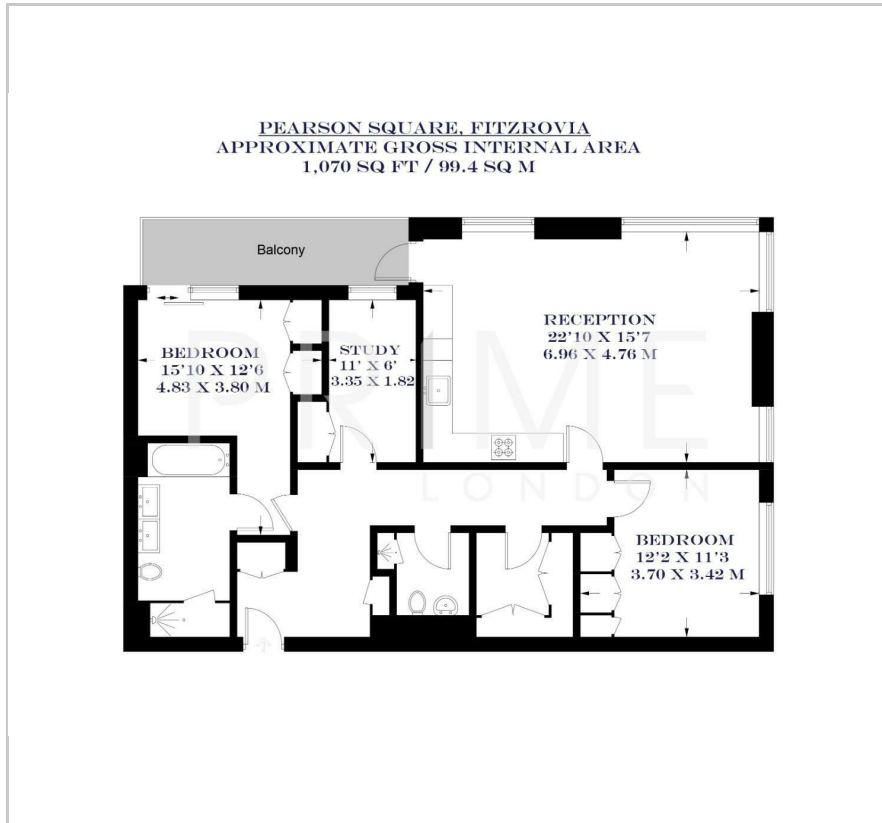 PEARSON SQUARE, FITZROVIA
APPROXIMATE GROSS INTERNAL AREA
1,070 SQ FT / 99.4 SQ M
Balcony
RECEPTION
22'10 X 15'7
6.96 X 4.76 M
BEDROOM
15'10 X 12'6
4.83 X 3.80 M
STUDY
11' X 6'
3.35 X 1.82
PRIME
LONDON
BEDROOM
12'2 X 11'3
3.70 X 3.42 M